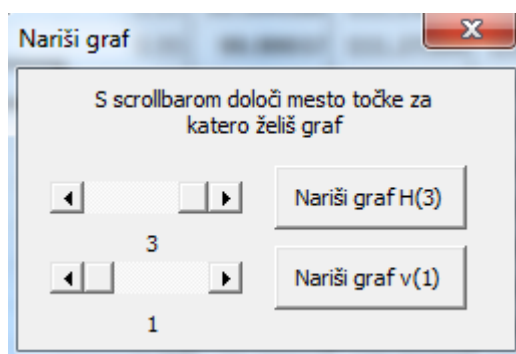 Nariši graf
S scrollbarom določi mesto točke za
katero želiš graf
Nariši graf H(3)
3
Nariši graf v(1)
1